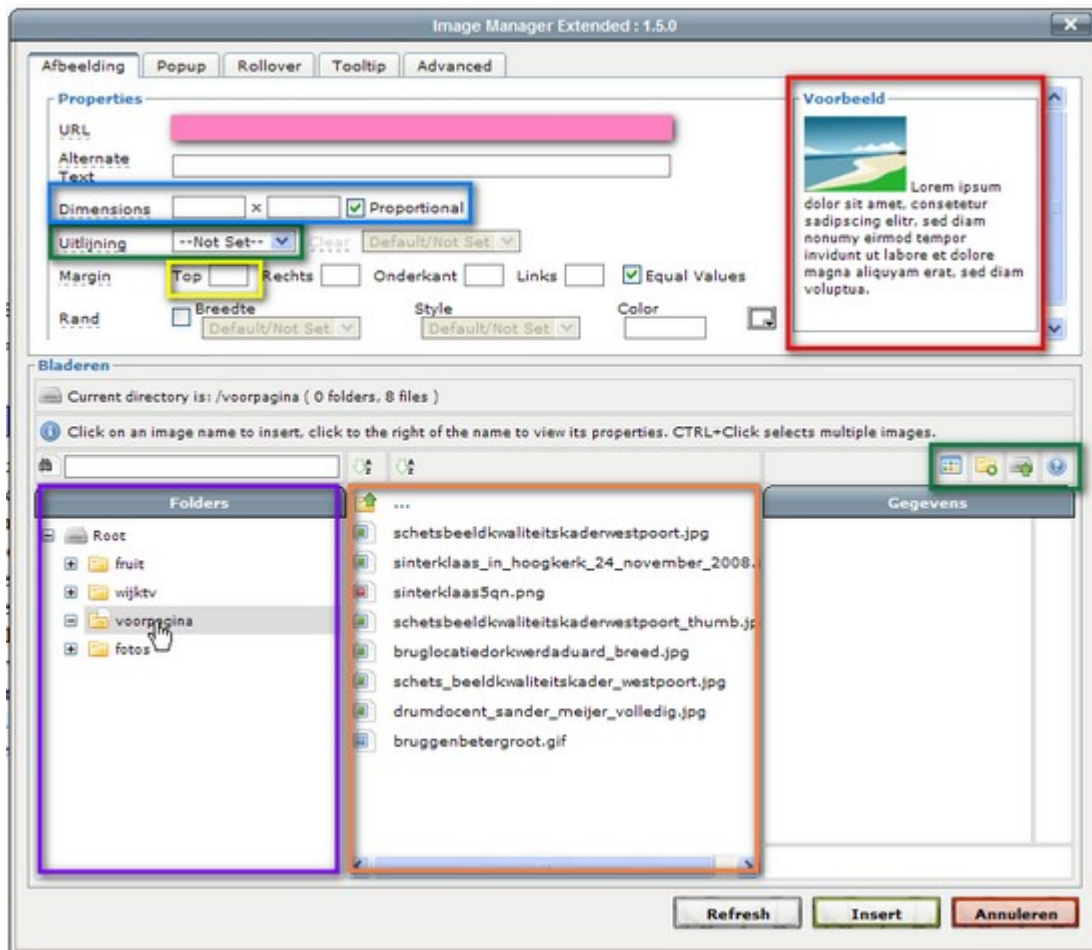 Image Manager Extended : 1.5.0
Afbeelding Popup Rollover Tooltip Advanced
Properties
URL
Alternate
Text
Dimensions × Proportional
Uitlijning --Not Set-- Clear Default/Not Set
Margin Top Rechts Onderkant Links Equal Values
Rand Breedte Style Color
Default/Not Set Default/Not Set
Voorbeeld
Lorem ipsum
dolor sit amet, consetetur
sadipscing elitr, sed diam
nonumy eirmod tempor
invidunt ut labore et dolore
magna aliquyam erat, sed diam
voluptua.
Bladeren
Current directory is: /voorpagina ( 0 folders, 8 files )
Click on an image name to insert, click to the right of the name to view its properties. CTRL+Click selects multiple images.
Folders
Root
fruit
wijktv
voorpagina
fotos
...
schetsbeeldkwaliteitskaderwestpoort.jpg
sinterklaas_in_hoogkerk_24_november_2008.
sinterklaas5qn.png
schetsbeeldkwaliteitskaderwestpoort_thumb.jp
bruglocatiedorkwerdaduard_breed.jpg
schets_beeldkwaliteitskader_westpoort.jpg
drumdocent_sander_meijer_volledig.jpg
bruggenbetergroot.gif
Gegevens
Refresh Insert Annuleren